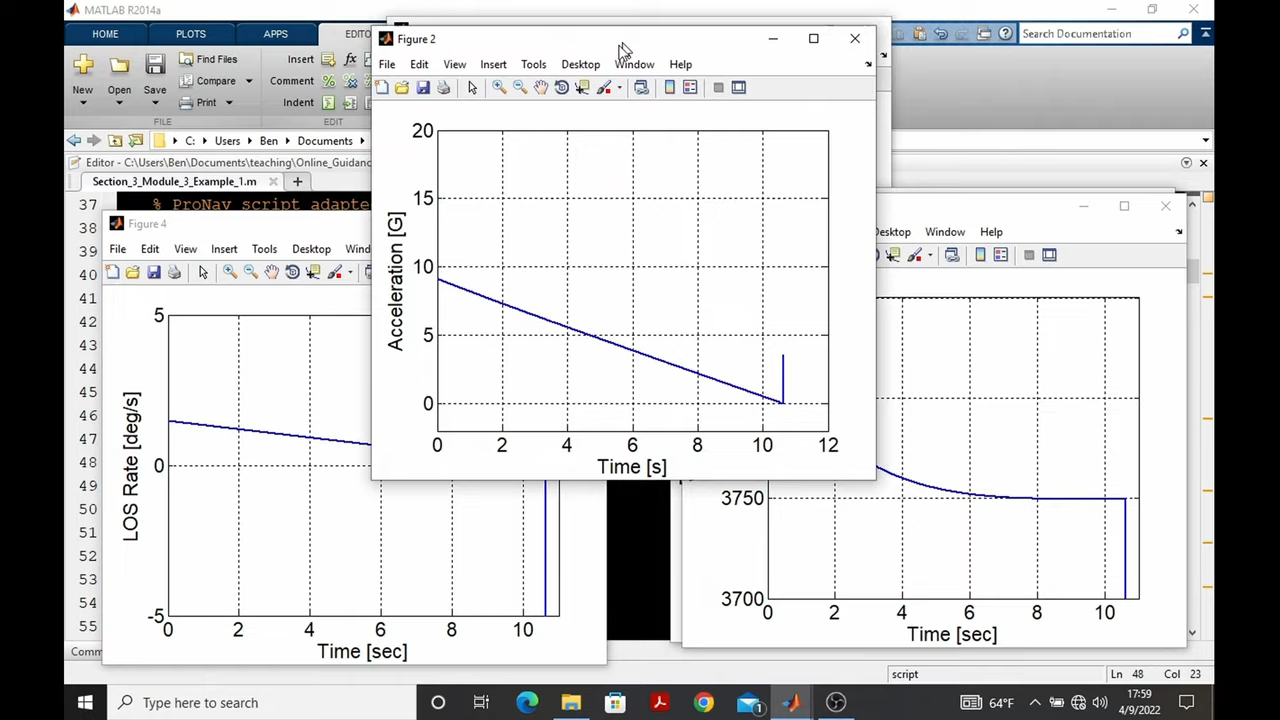 MATLAB R2014a
HOME PLOTS APPS EDITO
Search Documentation
New Open Save
Find Files
Compare
Print
Insert
Comment
Indent
FILE
EDIT
C: Users Ben Documents
Editor - C:\Users\Ben\Documents\teaching\Online_Guidanc
Section_3_Module_3_Example_1.m
37
% ProNav script adapte
38
39
40
41
42
43
44
45
46
47
48
49
50
51
52
53
54
55
Figure 2
File Edit View Insert Tools Desktop Window Help
20
15
10
5
0
Acceleration [G]
0 2 4 6 8 10 12
Time [s]
Figure 4
File Edit View Insert Tools Desktop Wind
5
0
-5
LOS Rate [deg/s]
0 2 4 6 8 10
Time [sec]
Desktop Window Help
3750
3700
0 2 4 6 8 10
Time [sec]
Comm
script
Ln 48 Col 23
Type here to search
1
64°F
17:59
4/9/2022